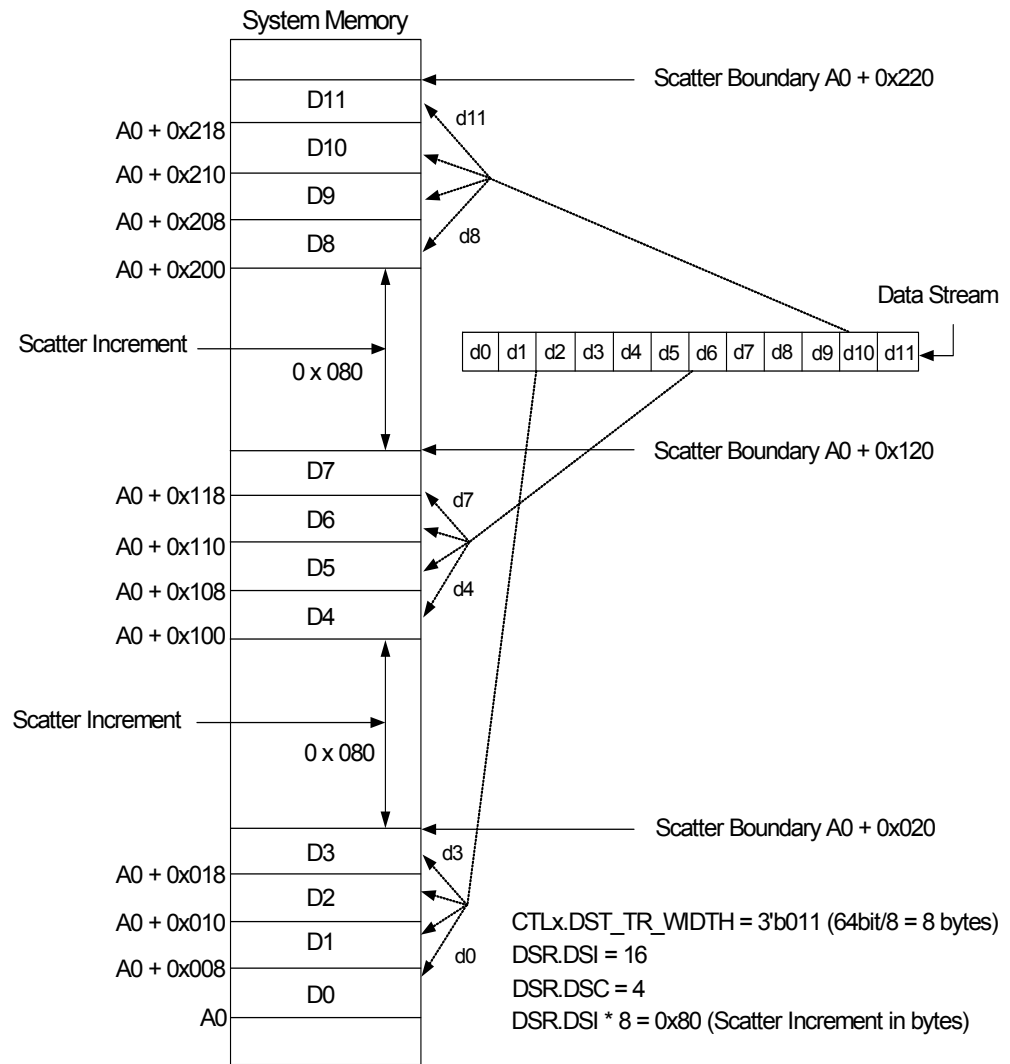 System Memory
Scatter Boundary A0 + 0x220
D11
d11
A0 + 0x218
D10
A0 + 0x210
D9
A0 + 0x208
D8
d8
A0 + 0x200
Data Stream
Scatter Increment
0 x 080
d0 d1 d2 d3 d4 d5 d6 d7 d8 d9 d10 d11
Scatter Boundary A0 + 0x120
D7
A0 + 0x118
d7
D6
A0 + 0x110
D5
A0 + 0x108
d4
D4
A0 + 0x100
Scatter Increment
0 x 080
Scatter Boundary A0 + 0x020
D3
d3
A0 + 0x018
D2
A0 + 0x010
D1
d0
A0 + 0x008
D0
A0
CTLx.DST_TR_WIDTH = 3'b011 (64bit/8 = 8 bytes)
DSR.DSI = 16
DSR.DSC = 4
DSR.DSI * 8 = 0x80 (Scatter Increment in bytes)